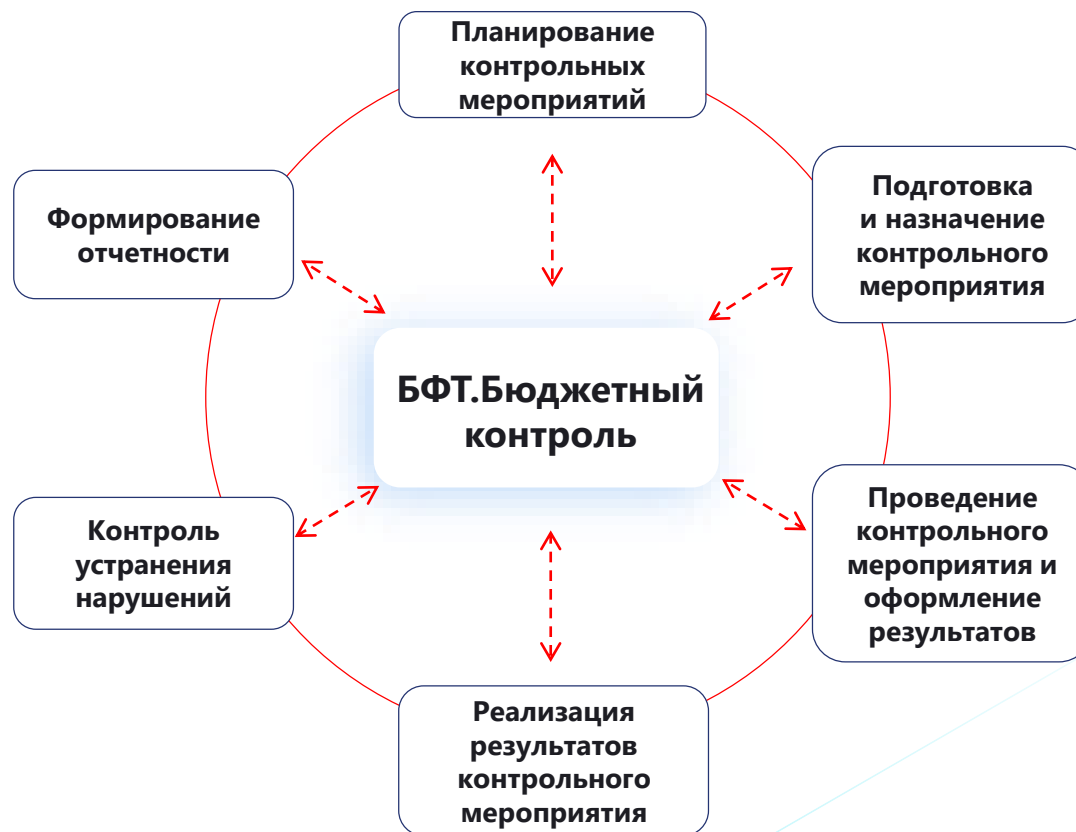 Планирование
контрольных
мероприятий
Подготовка
и назначение
контрольного
мероприятия
Формирование
отчетности
БФТ.Бюджетный
контроль
Проведение
контрольного
мероприятия и
оформление
результатов
Контроль
устранения
нарушений
Реализация
результатов
контрольного
мероприятия